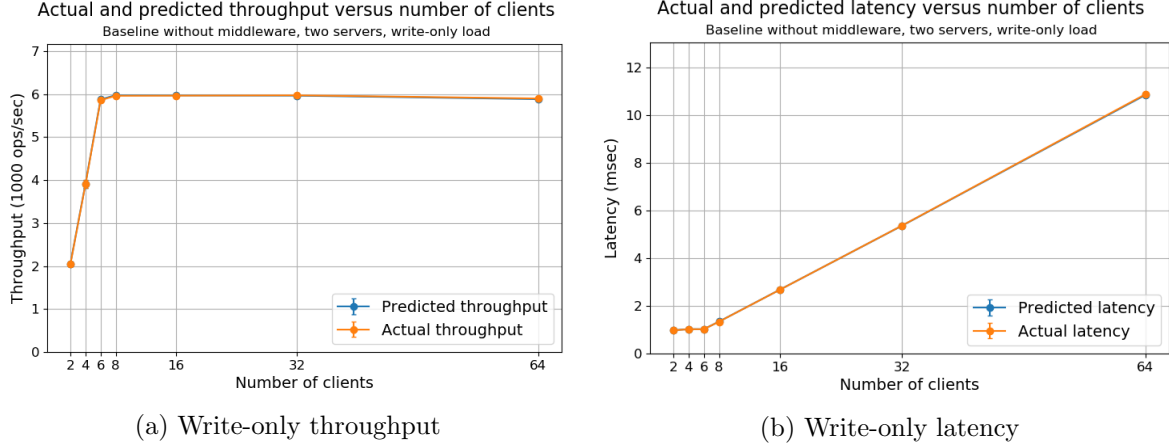 Actual and predicted throughput versus number of clients
Baseline without middleware, two servers, write-only load
7
6
5
4
3
2
1
0
Throughput (1000 ops/sec)
Predicted throughput
Actual throughput
2 4 6 8 16 32 64
Number of clients
(a) Write-only throughput
Actual and predicted latency versus number of clients
Baseline without middleware, two servers, write-only load
12
10
8
6
4
2
0
Latency (msec)
Predicted latency
Actual latency
2 4 6 8 16 32 64
Number of clients
(b) Write-only latency